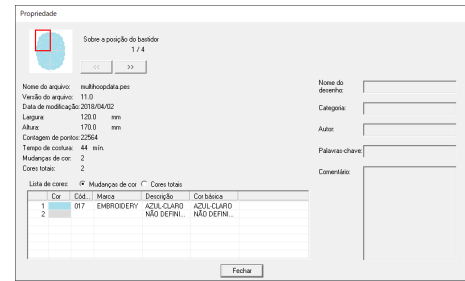 Propriedade
Sobre a posição do bastidor
1 / 4
<< >>
Nome do arquivo: multihoopdata.pes
Versão do arquivo: 11.0
Data de modificação: 2018/04/02
Largura: 120.0 mm
Altura: 170.0 mm
Contagem de pontos: 22564
Tempo de costura: 44 min.
Mudanças de cor: 2
Cores totais: 2
Nome do desenho:
Categoria:
Autor:
Palavras-chave:
Comentário:
Lista de cores: Mudanças de cor Cores totais
Cor Cód... Marca Descrição Cor básica
1 017 EMBROIDERY AZUL-CLARO AZUL-CLARO
2 NÃO DEFINI... NÃO DEFINI...
Fechar